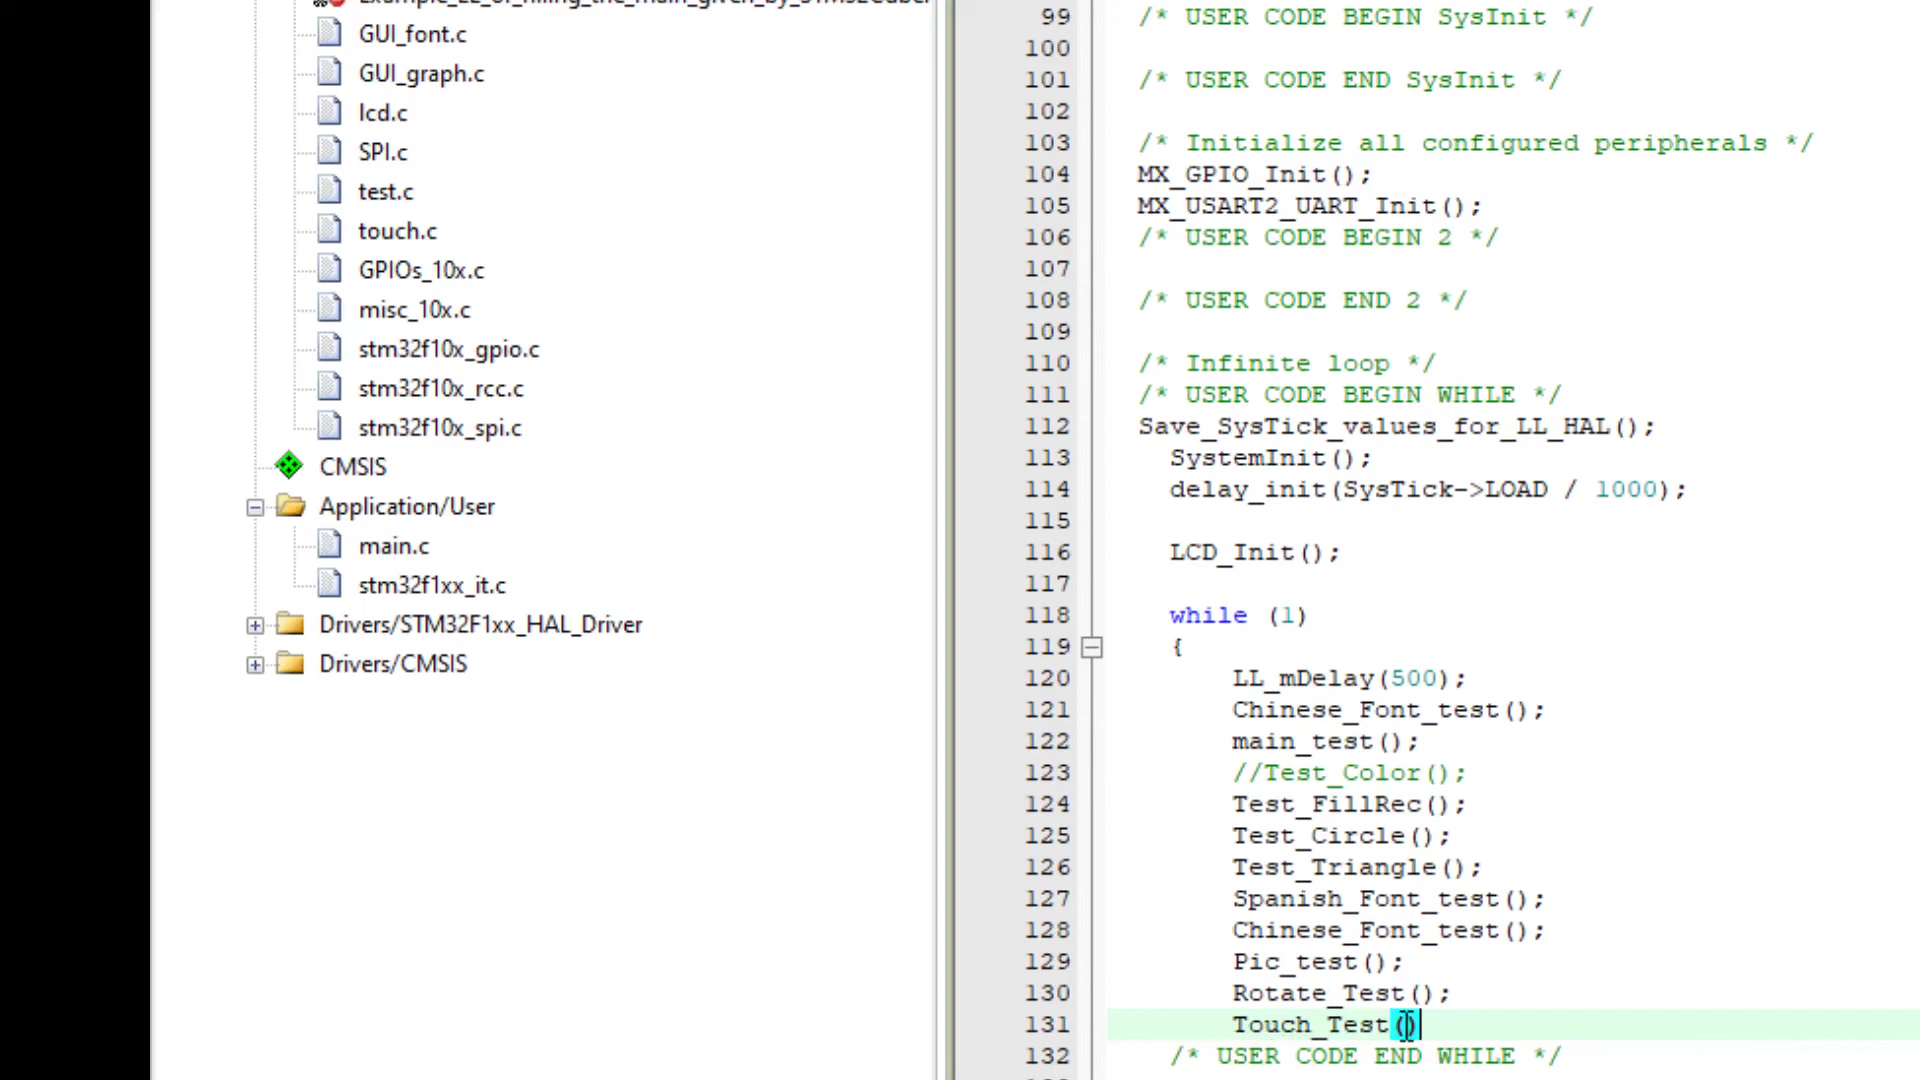 GUI_font.c
GUI_graph.c
lcd.c
SPI.c
test.c
touch.c
GPIOs_10x.c
misc_10x.c
stm32f10x_gpio.c
stm32f10x_rcc.c
stm32f10x_spi.c
CMSIS
Application/User
main.c
stm32f1xx_it.c
Drivers/STM32F1xx_HAL_Driver
Drivers/CMSIS
99 /* USER CODE BEGIN SysInit */
100
101 /* USER CODE END SysInit */
102
103 /* Initialize all configured peripherals */
104 MX_GPIO_Init();
105 MX_USART2_UART_Init();
106 /* USER CODE BEGIN 2 */
107
108 /* USER CODE END 2 */
109
110 /* Infinite loop */
111 /* USER CODE BEGIN WHILE */
112 Save_SysTick_values_for_LL_HAL();
113 SystemInit();
114 delay_init(SysTick->LOAD / 1000);
115
116 LCD_Init();
117
118 while (1)
119 {
120 LL_mDelay(500);
121 Chinese_Font_test();
122 main_test();
123 //Test_Color();
124 Test_FillRec();
125 Test_Circle();
126 Test_Triangle();
127 Spanish_Font_test();
128 Chinese_Font_test();
129 Pic_test();
130 Rotate_Test();
131 Touch_Test()
132 /* USER CODE END WHILE */